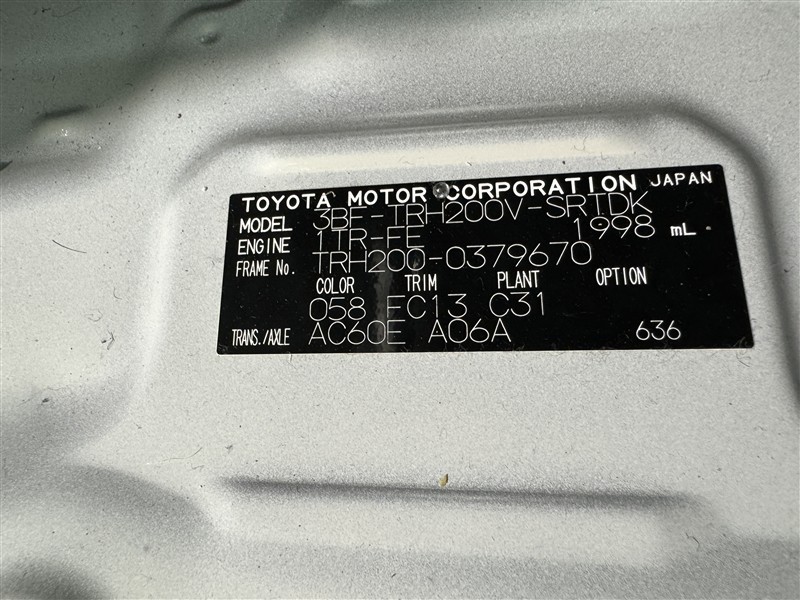 TOYOTA MOTOR CORPORATION JAPAN
MODEL 3BF-TRH200V-SRTDK
ENGINE 1TR-FE 1998 mL
FRAME No. TRH200-0379670
COLOR TRIM PLANT OPTION
058 FC13 C31
TRANS./AXLE AC60E A06A 636